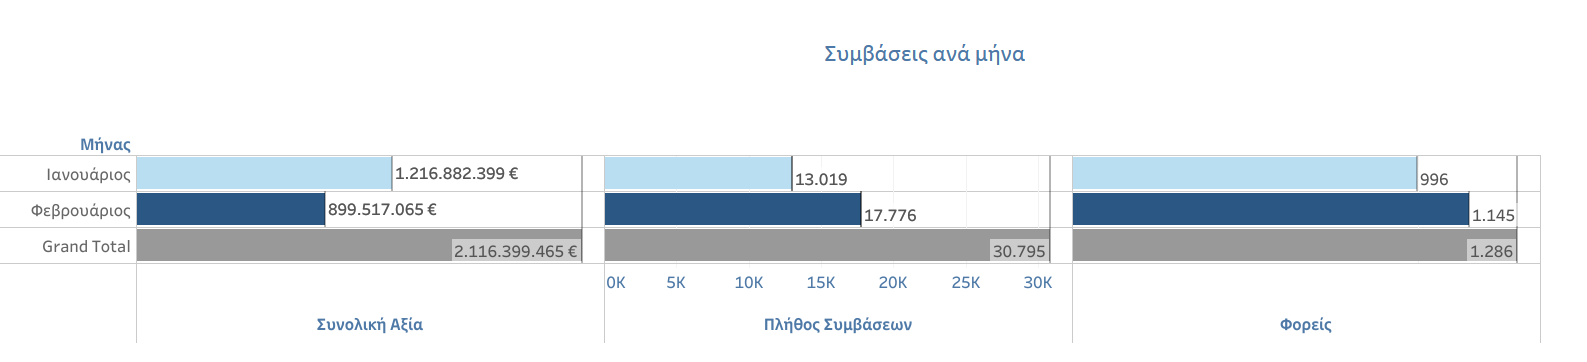 Συμβάσεις ανά μήνα
Μήνας
Ιανουάριος 1.216.882.399 € 13.019 996
Φεβρουάριος 899.517.065 € 17.776 1.145
Grand Total 2.116.399.465 € 30.795 1.286
0K 5K 10K 15K 20K 25K 30K
Συνολική Αξία Πλήθος Συμβάσεων Φορείς